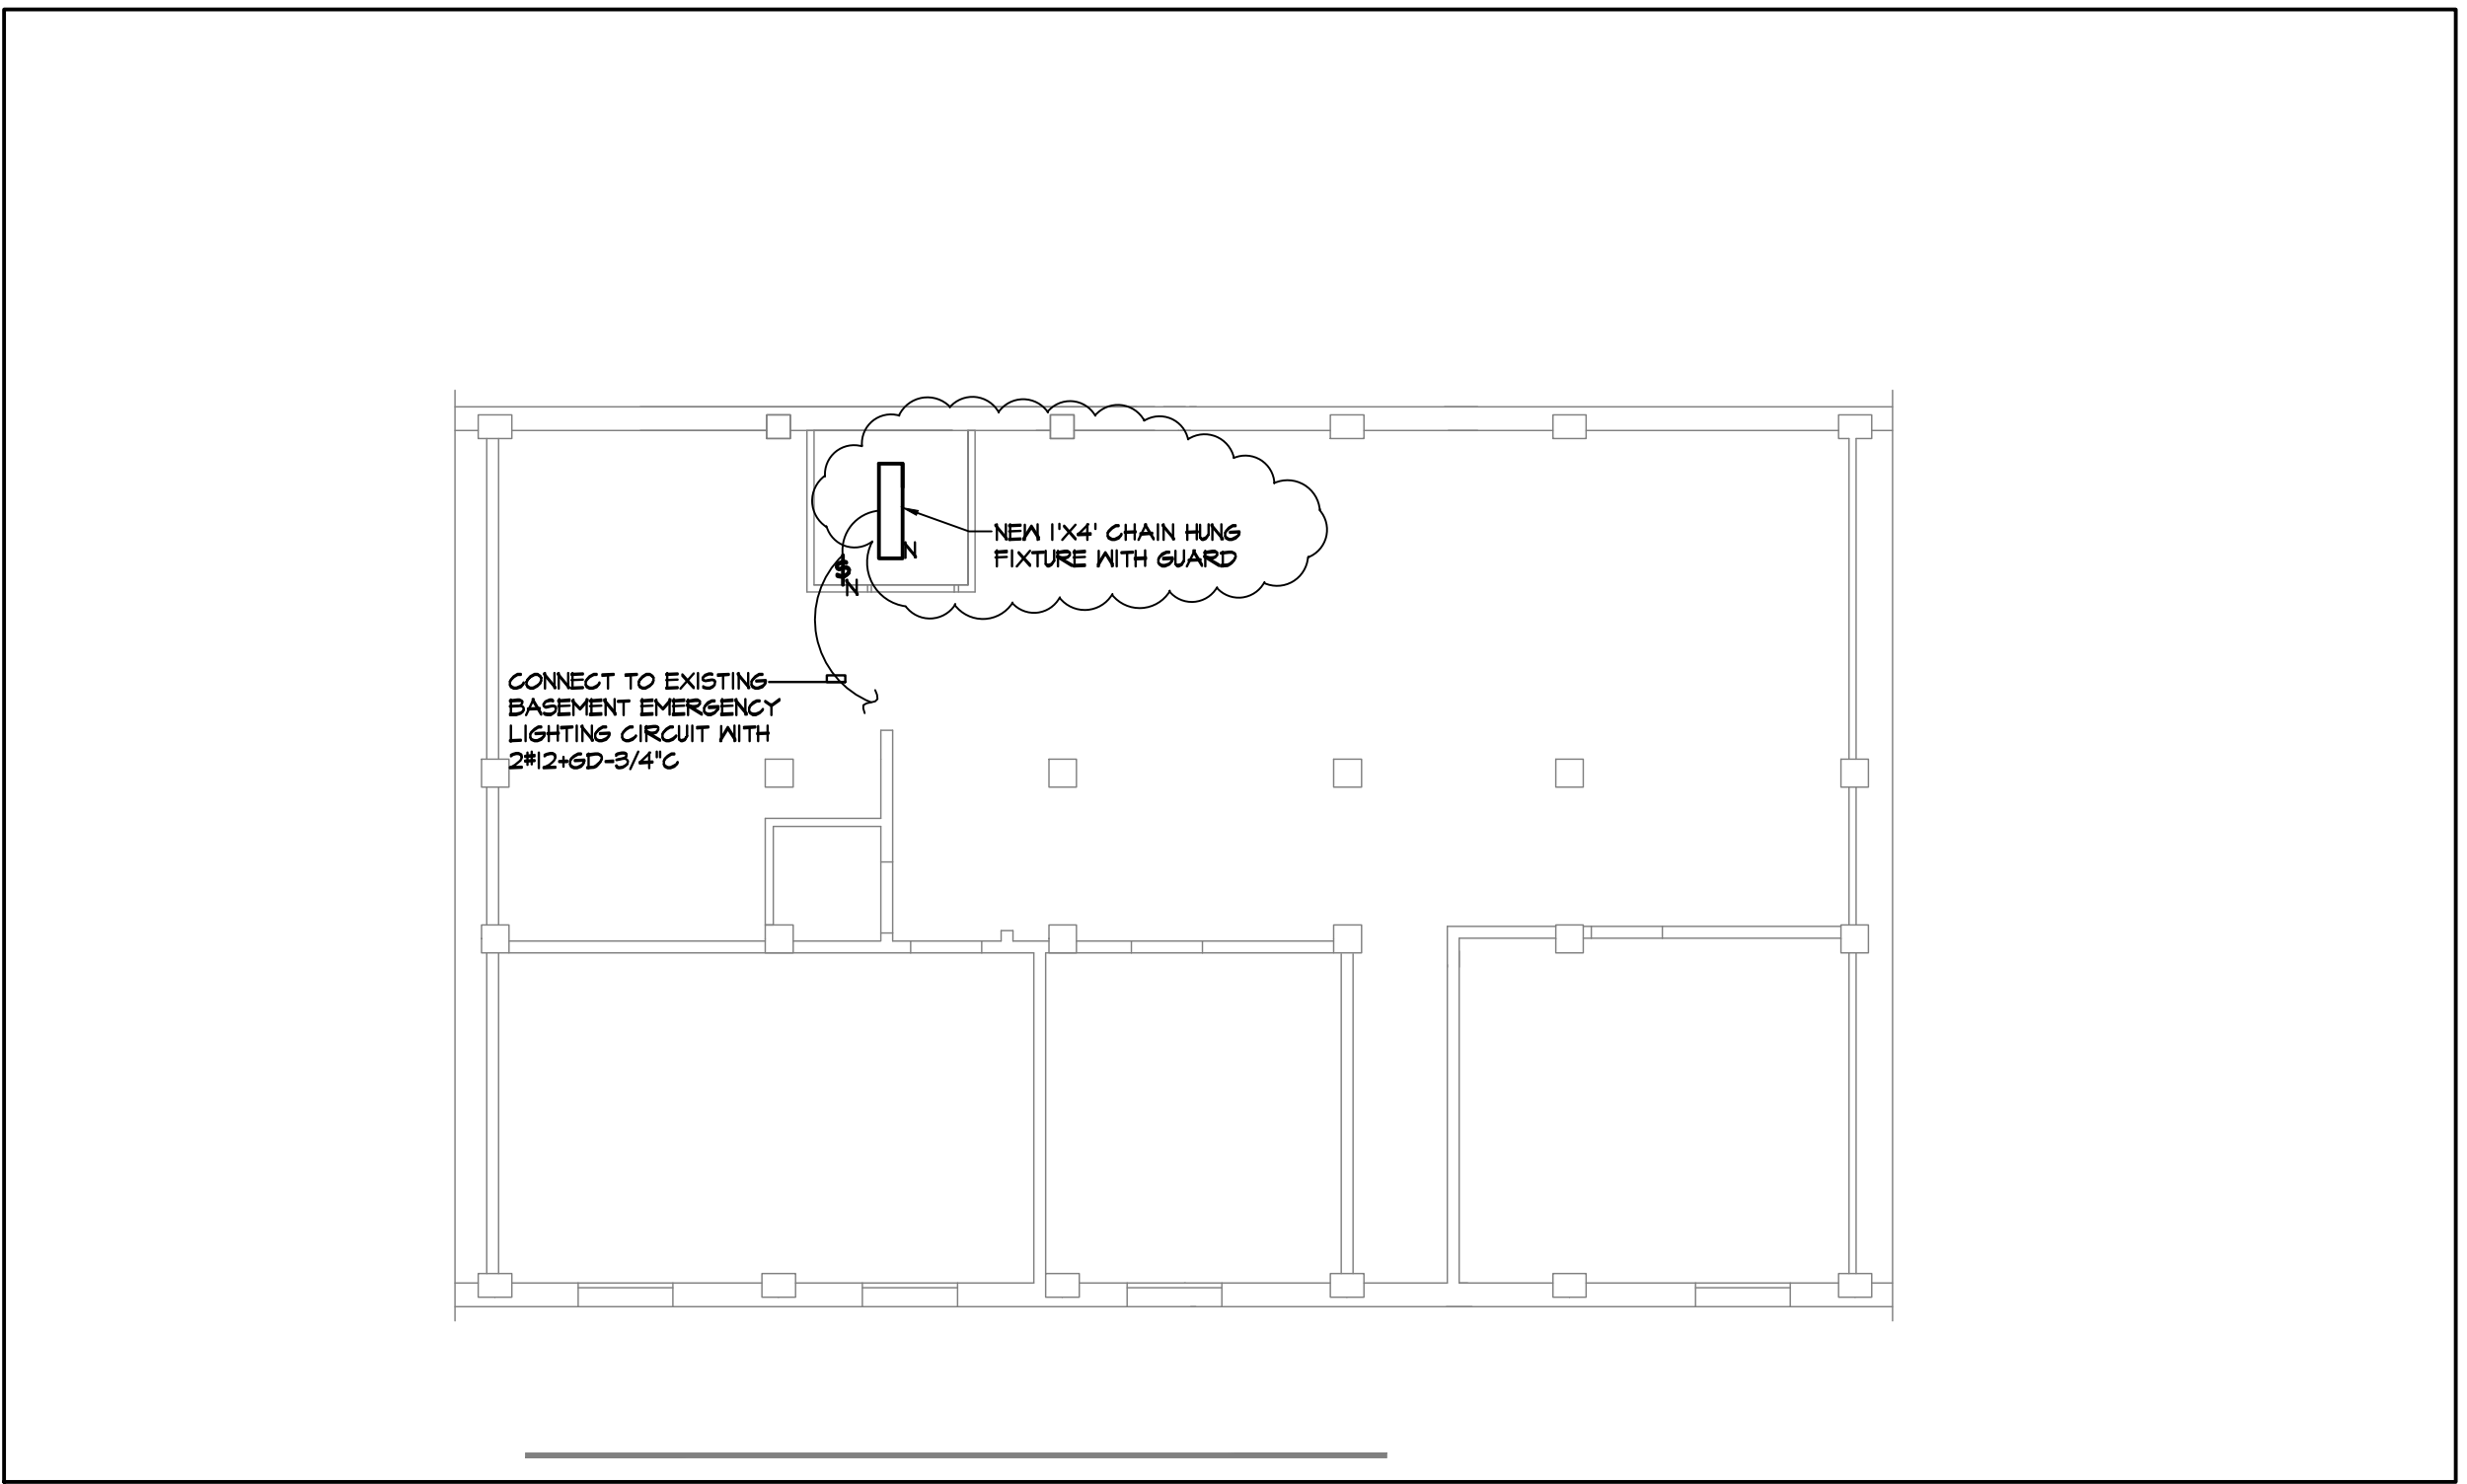 NEW 1'X4' CHAIN HUNG
FIXTURE WITH GUARD
N
$
N
CONNECT TO EXISTING
BASEMENT EMERGENCY
LIGHTING CIRCUIT WITH
2#12+GD-3/4"C